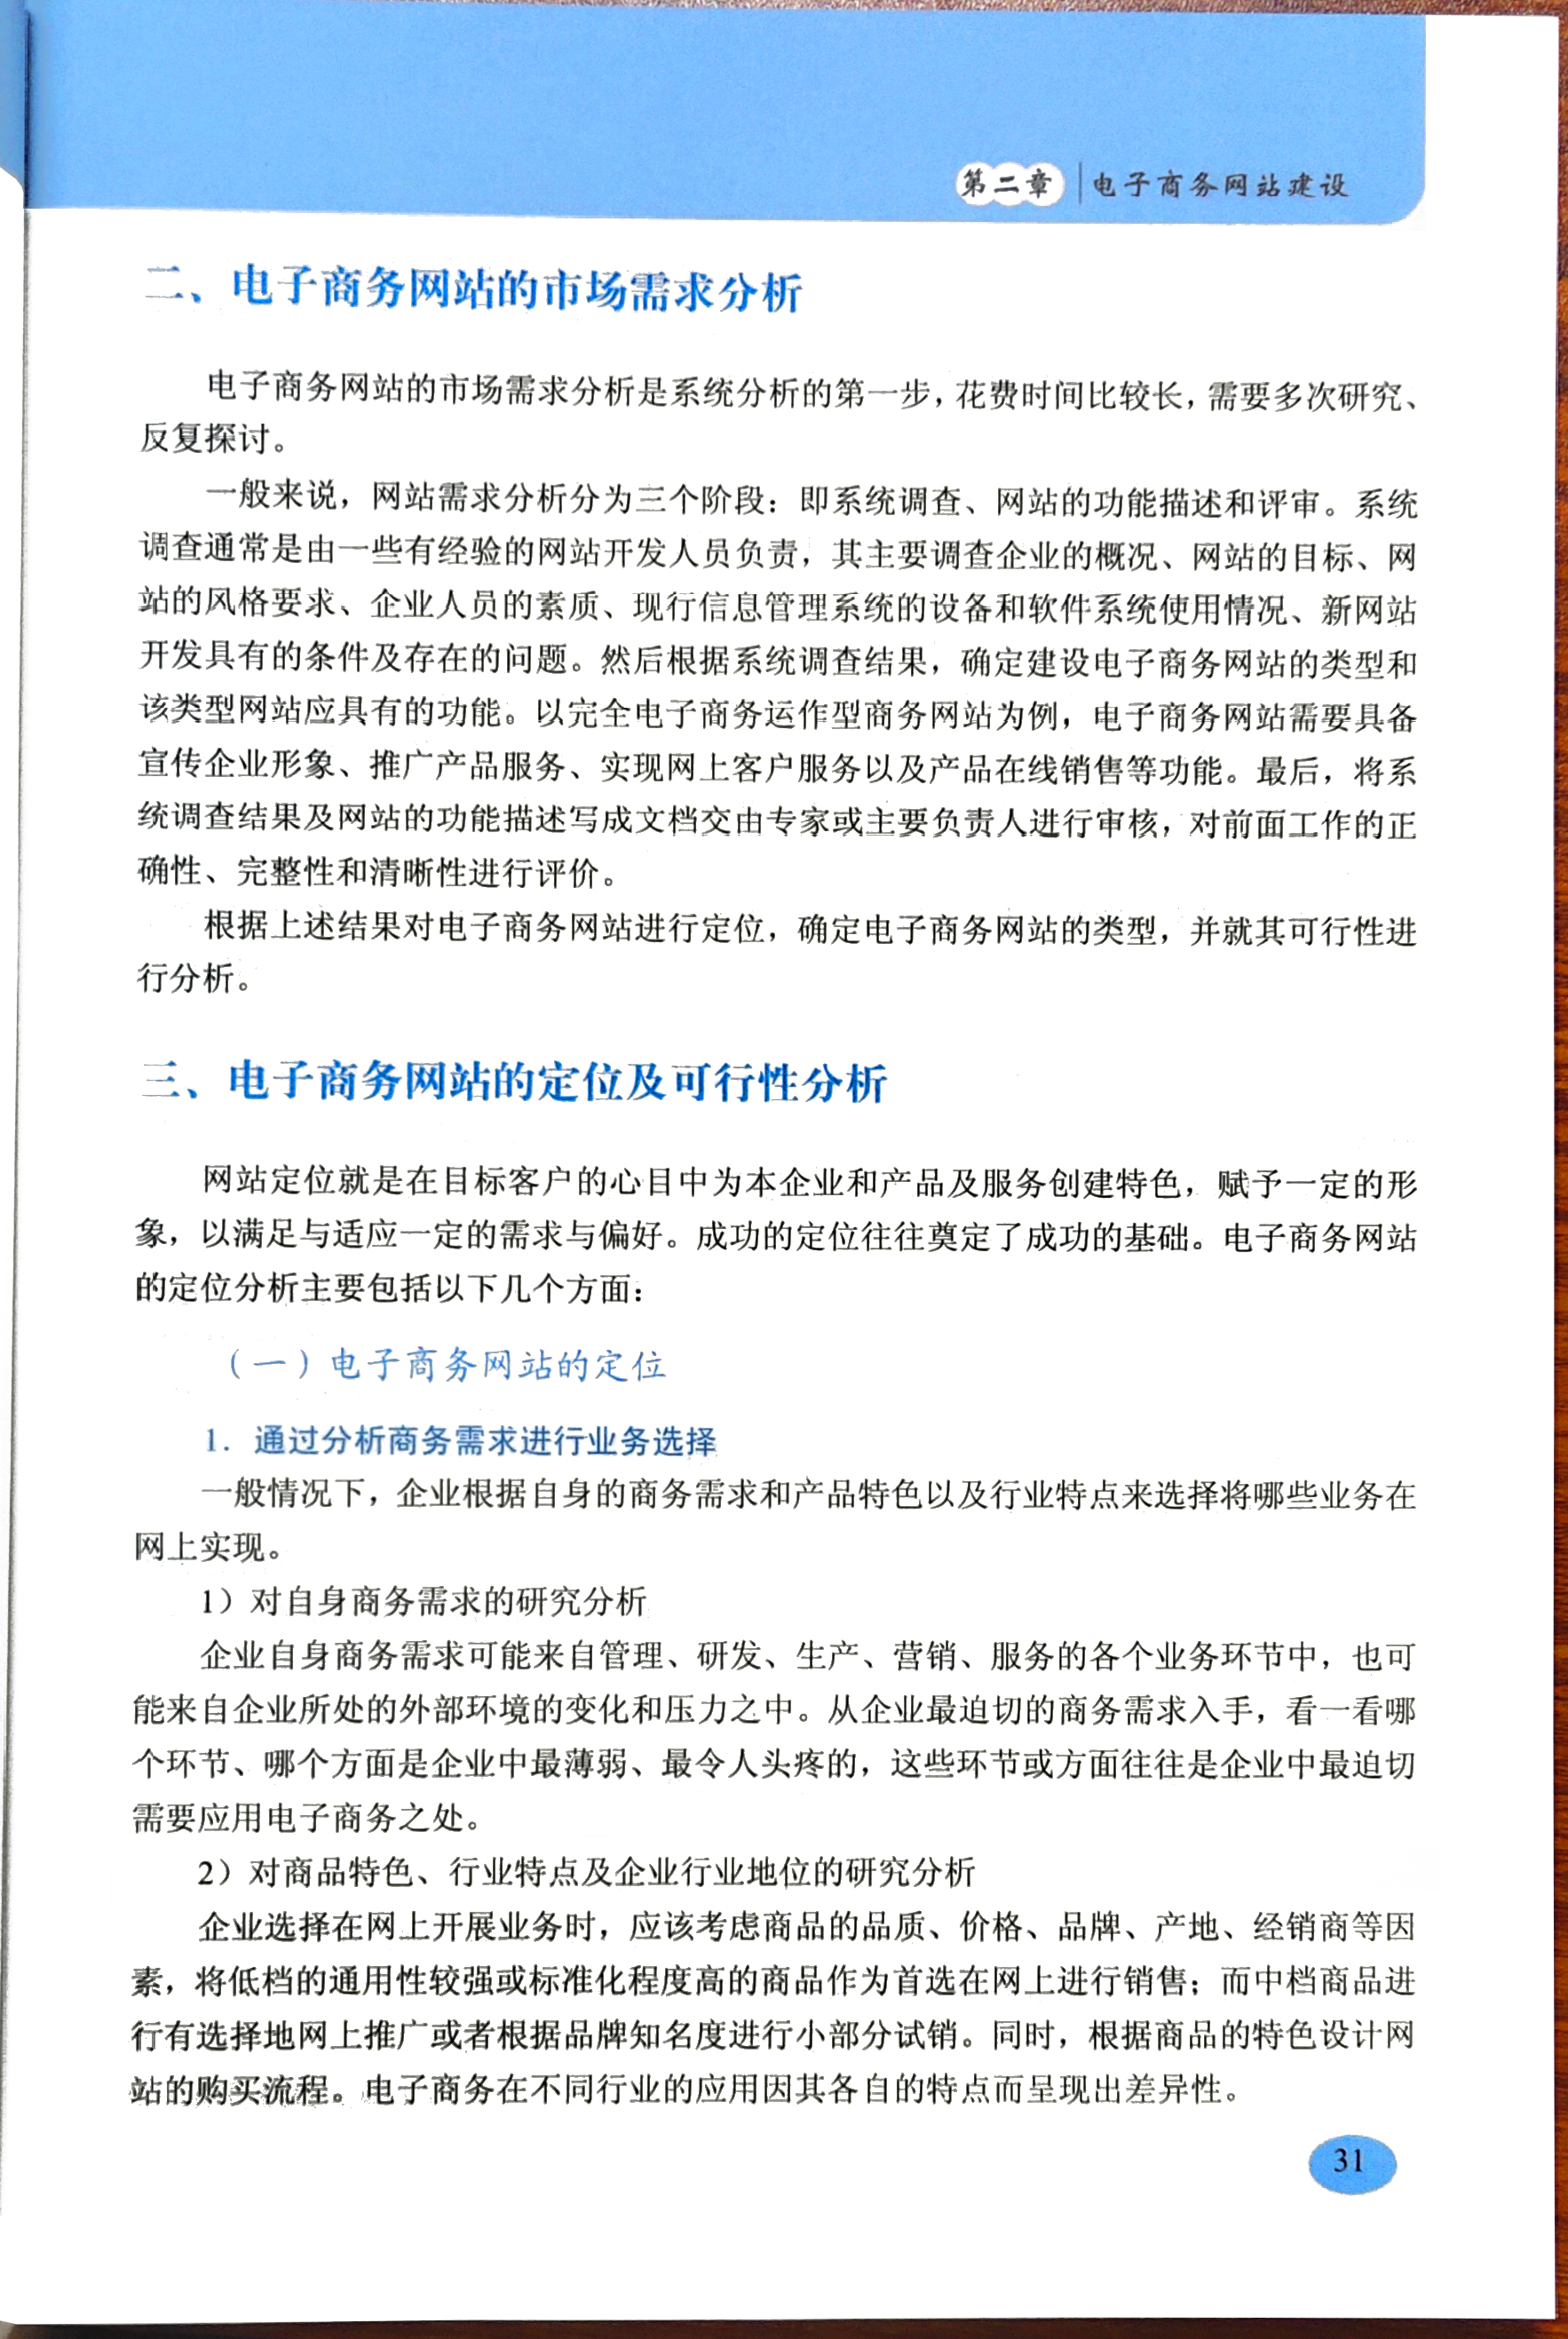 第二章 电子商务网站建设
二、电子商务网站的市场需求分析
电子商务网站的市场需求分析是系统分析的第一步，花费时间比较长，需要多次研究、
反复探讨。
一般来说，网站需求分析分为三个阶段：即系统调查、网站的功能描述和评审。系统
调查通常是由一些有经验的网站开发人员负责，其主要调查企业的概况、网站的目标、网
站的风格要求、企业人员的素质、现行信息管理系统的设备和软件系统使用情况、新网站
开发具有的条件及存在的问题。然后根据系统调查结果，确定建设电子商务网站的类型和
该类型网站应具有的功能。以完全电子商务运作型商务网站为例，电子商务网站需要具备
宣传企业形象、推广产品服务、实现网上客户服务以及产品在线销售等功能。最后，将系
统调查结果及网站的功能描述写成文档交由专家或主要负责人进行审核，对前面工作的正
确性、完整性和清晰性进行评价。
根据上述结果对电子商务网站进行定位，确定电子商务网站的类型，并就其可行性进
行分析。
三、电子商务网站的定位及可行性分析
网站定位就是在目标客户的心目中为本企业和产品及服务创建特色，赋予一定的形
象，以满足与适应一定的需求与偏好。成功的定位往往奠定了成功的基础。电子商务网站
的定位分析主要包括以下几个方面：
（一）电子商务网站的定位
1．通过分析商务需求进行业务选择
一般情况下，企业根据自身的商务需求和产品特色以及行业特点来选择将哪些业务在
网上实现。
1）对自身商务需求的研究分析
企业自身商务需求可能来自管理、研发、生产、营销、服务的各个业务环节中，也可
能来自企业所处的外部环境的变化和压力之中。从企业最迫切的商务需求入手，看一看哪
个环节、哪个方面是企业中最薄弱、最令人头疼的，这些环节或方面往往是企业中最迫切
需要应用电子商务之处。
2）对商品特色、行业特点及企业行业地位的研究分析
企业选择在网上开展业务时，应该考虑商品的品质、价格、品牌、产地、经销商等因
素，将低档的通用性较强或标准化程度高的商品作为首选在网上进行销售；而中档商品进
行有选择地网上推广或者根据品牌知名度进行小部分试销。同时，根据商品的特色设计网
站的购买流程。电子商务在不同行业的应用因其各自的特点而呈现出差异性。
31